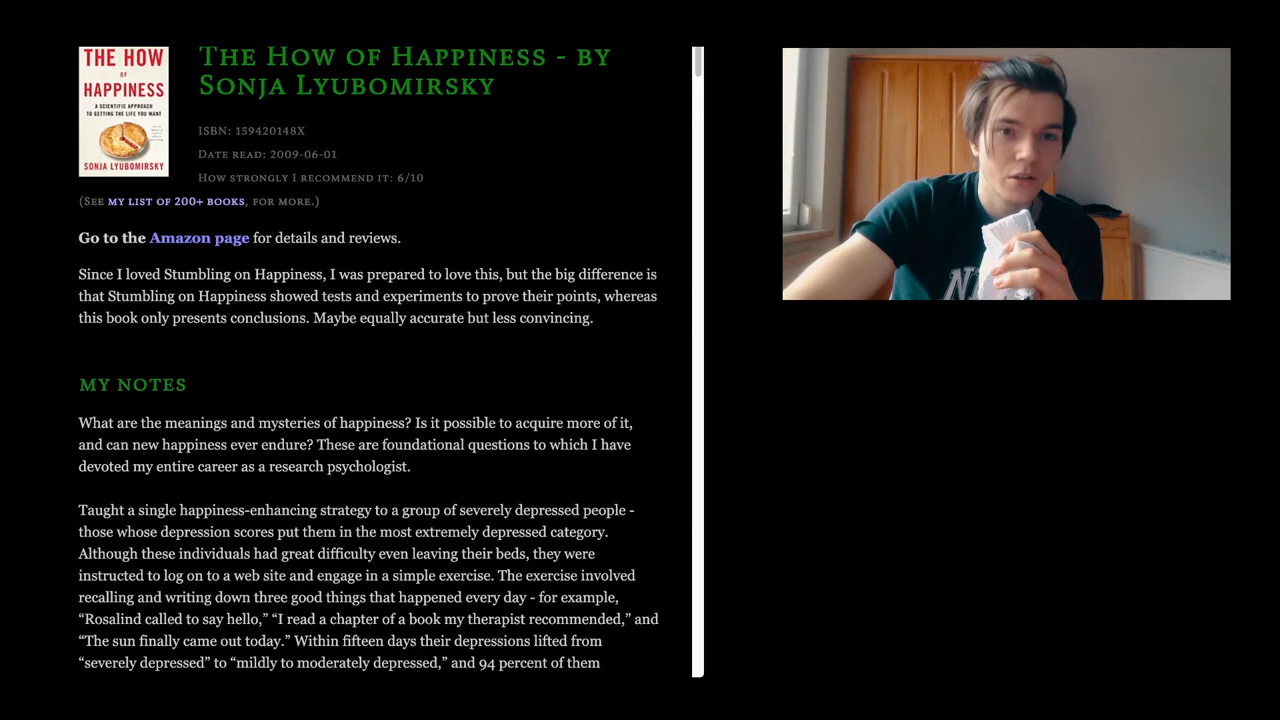 THE HOW
OF
HAPPINESS
A SCIENTIFIC APPROACH
TO GETTING THE LIFE YOU WANT
SONJA LYUBOMIRSKY
The How of Happiness - by
Sonja Lyubomirsky
ISBN: 159420148X
Date read: 2009-06-01
How strongly I recommend it: 6/10
(See my list of 200+ books, for more.)
Go to the Amazon page for details and reviews.
Since I loved Stumbling on Happiness, I was prepared to love this, but the big difference is
that Stumbling on Happiness showed tests and experiments to prove their points, whereas
this book only presents conclusions. Maybe equally accurate but less convincing.
my notes
What are the meanings and mysteries of happiness? Is it possible to acquire more of it,
and can new happiness ever endure? These are foundational questions to which I have
devoted my entire career as a research psychologist.
Taught a single happiness-enhancing strategy to a group of severely depressed people -
those whose depression scores put them in the most extremely depressed category.
Although these individuals had great difficulty even leaving their beds, they were
instructed to log on to a web site and engage in a simple exercise. The exercise involved
recalling and writing down three good things that happened every day - for example,
“Rosalind called to say hello,” “I read a chapter of a book my therapist recommended,” and
“The sun finally came out today.” Within fifteen days their depressions lifted from
“severely depressed” to “mildly to moderately depressed,” and 94 percent of them